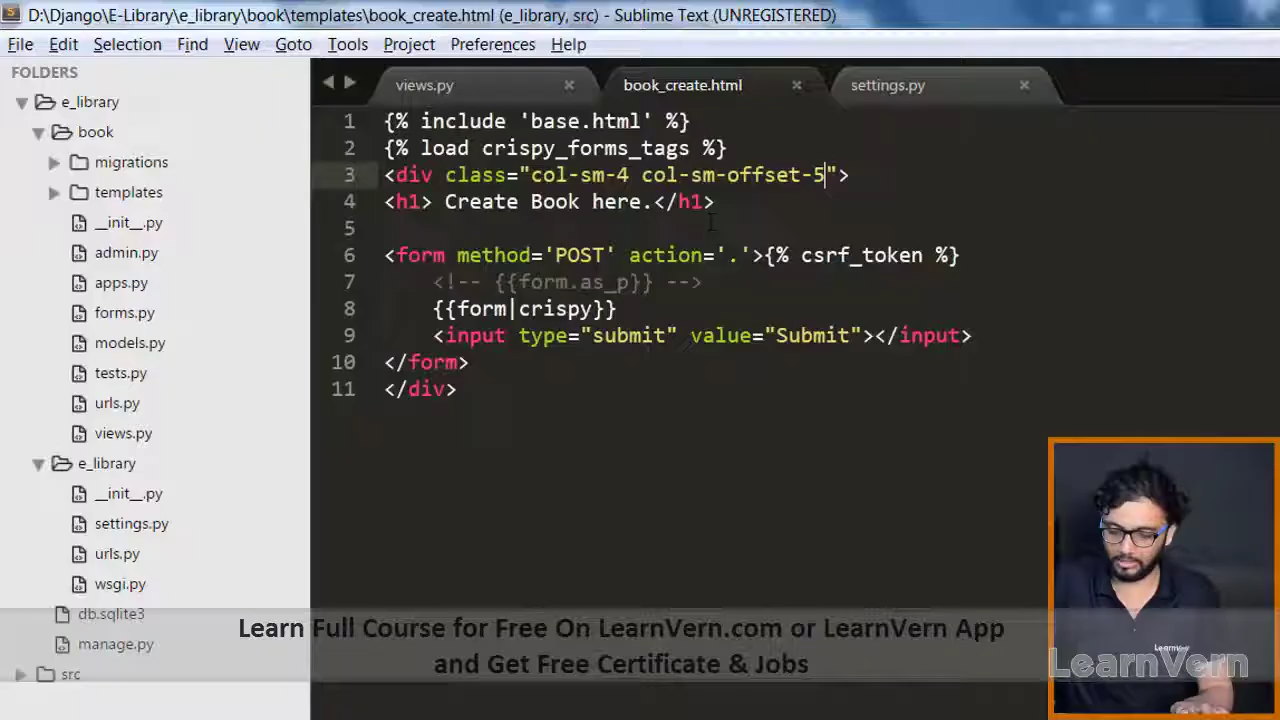 D:\Django\E-Library\e_library\book\templates\book_create.html (e_library, src) - Sublime Text (UNREGISTERED)
File Edit Selection Find View Goto Tools Project Preferences Help
FOLDERS
e_library
book
migrations
templates
__init__.py
admin.py
apps.py
forms.py
models.py
tests.py
urls.py
views.py
e_library
__init__.py
settings.py
urls.py
wsgi.py
db.sqlite3
manage.py
src
views.py book_create.html settings.py
1 {% include 'base.html' %}
2 {% load crispy_forms_tags %}
3 <div class="col-sm-4 col-sm-offset-5">
4 <h1> Create Book here.</h1>
5
6 <form method='POST' action='.'>{% csrf_token %}
7 <!-- {{form.as_p}} -->
8 {{form|crispy}}
9 <input type="submit" value="Submit"></input>
10 </form>
11 </div>
Learn Full Course for Free On LearnVern.com or LearnVern App
and Get Free Certificate & Jobs
LearnVern
LearnVern